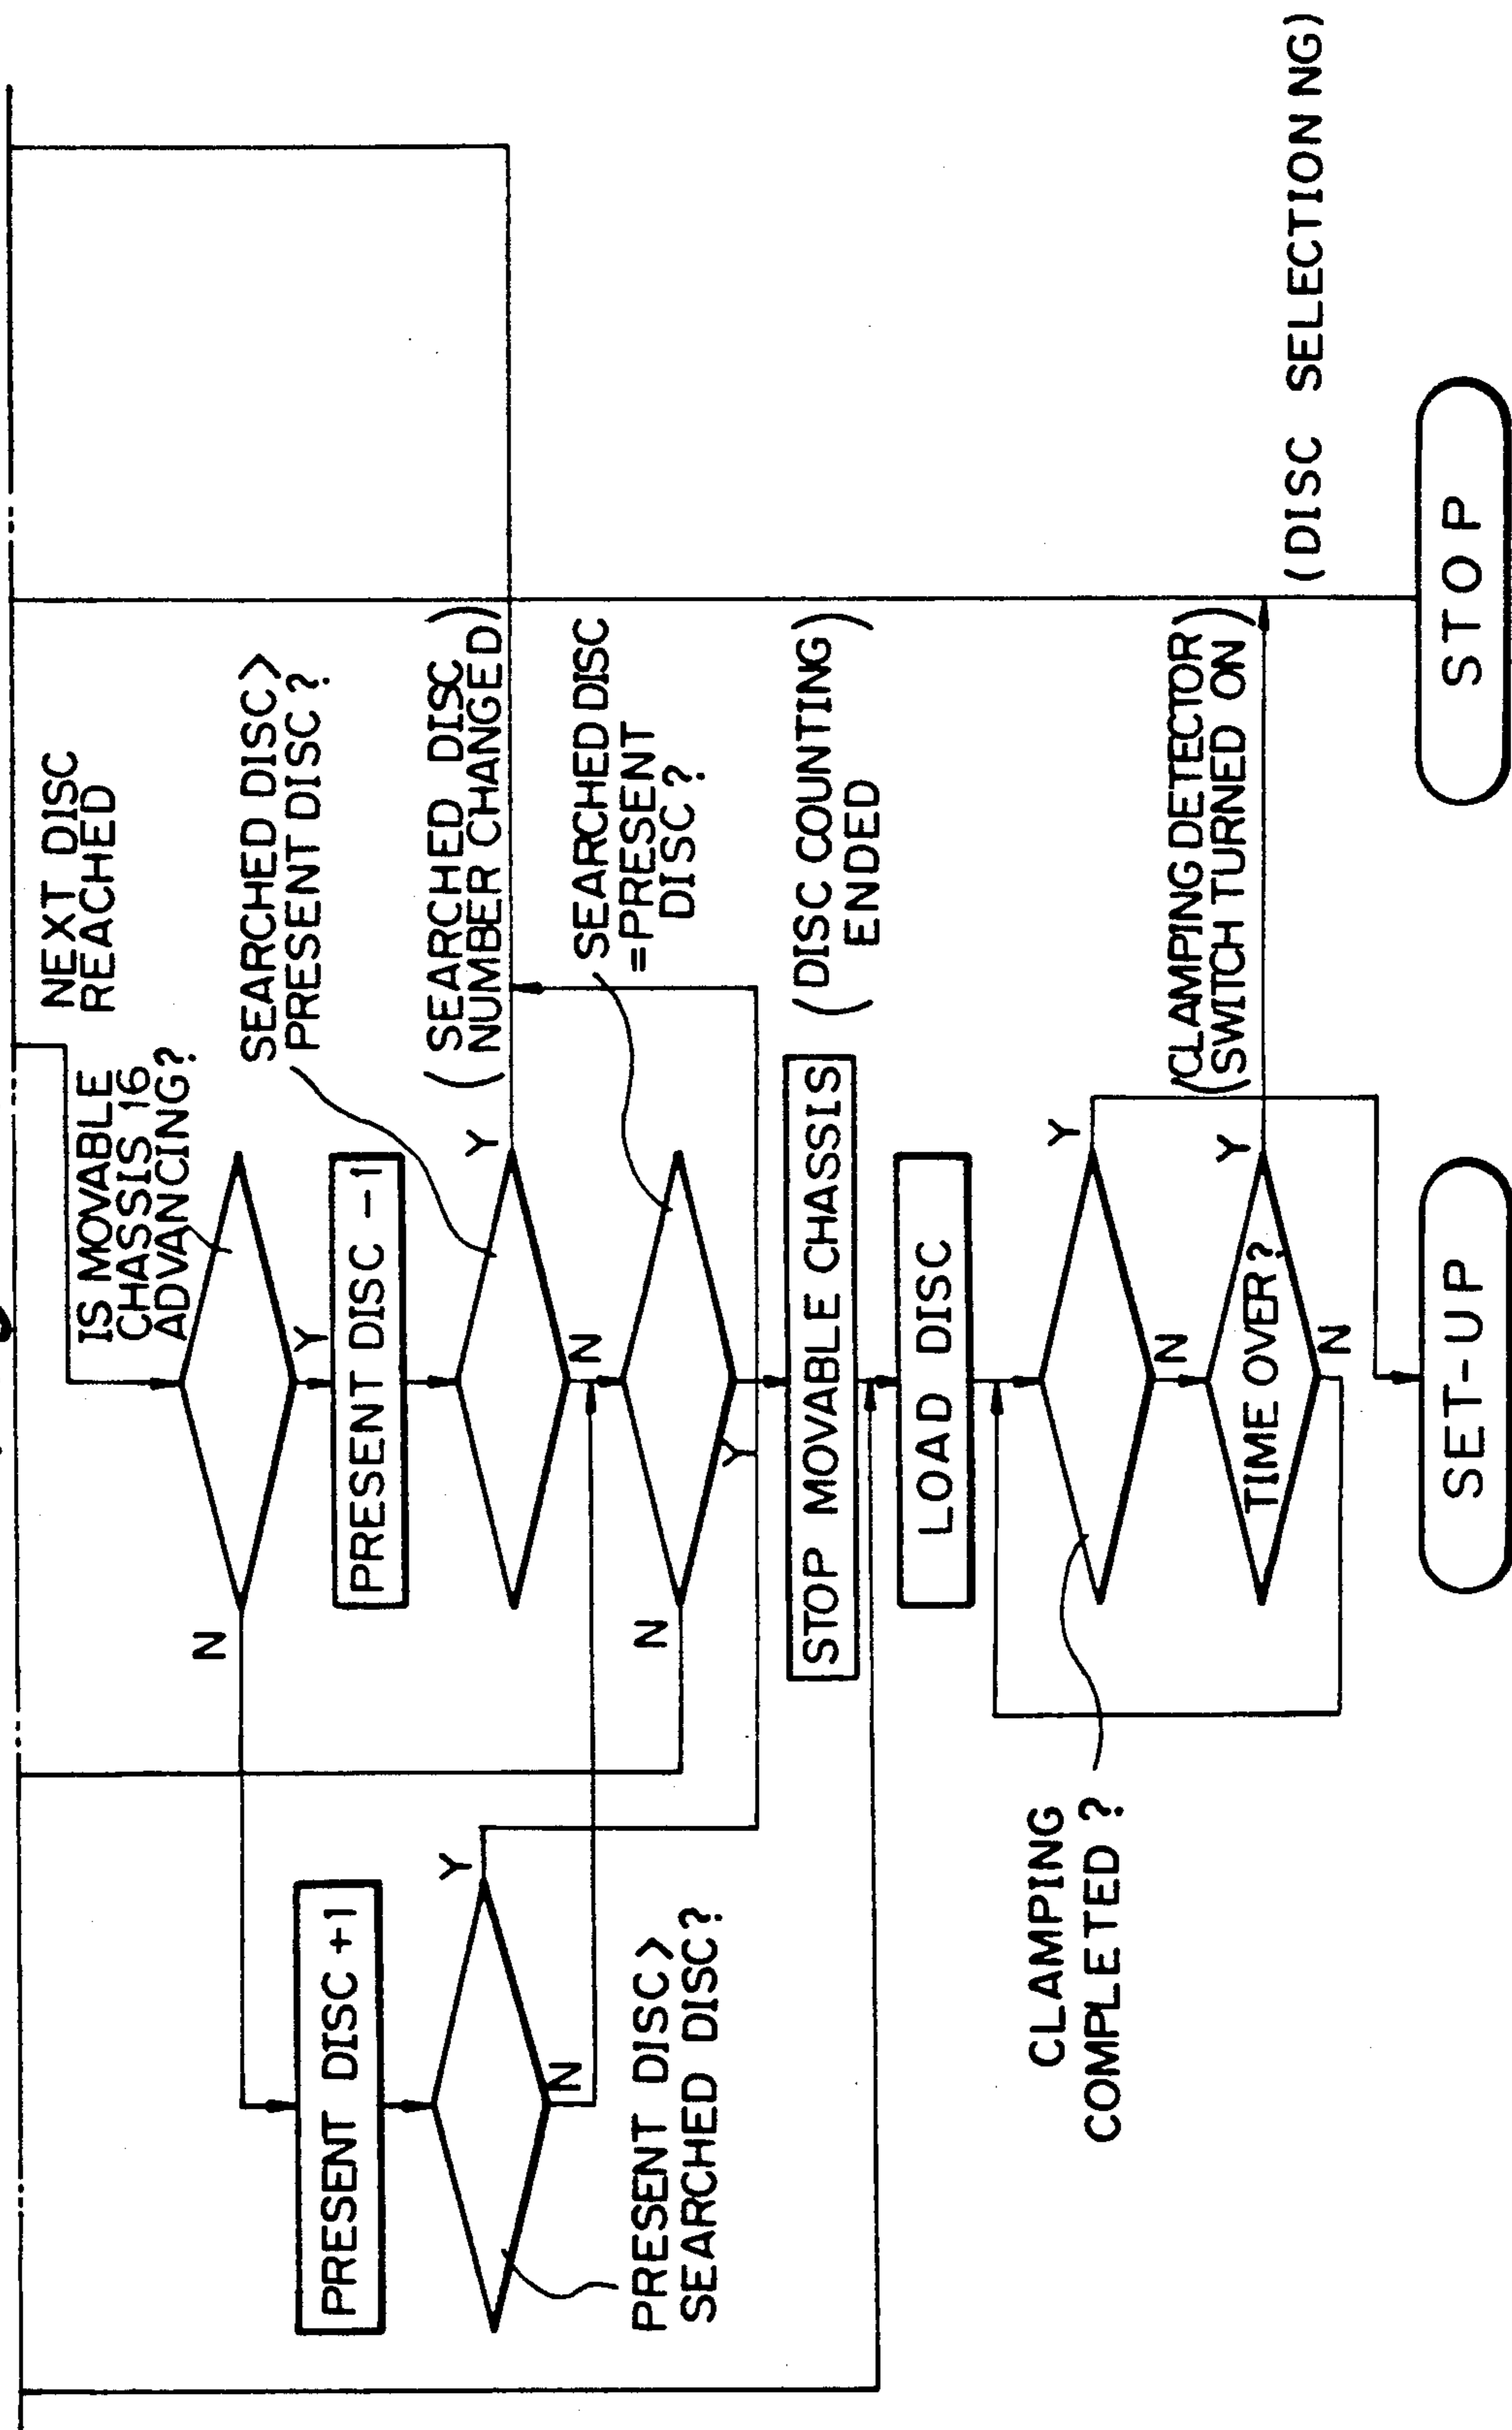 NEXT DISC
REACHED
IS MOVABLE
CHASSIS 16
ADVANCING?
N
Y
SEARCHED DISC>
PRESENT DISC?
PRESENT DISC +1
PRESENT DISC -1
Y
N
PRESENT DISC>
SEARCHED DISC?
Y
N
(SEARCHED DISC)
(NUMBER CHANGED)
SEARCHED DISC
=PRESENT
DISC?
N
Y
STOP MOVABLE CHASSIS
(DISC COUNTING)
( ENDED
LOAD DISC
CLAMPING
COMPLETED ?
Y
N
(CLAMPING DETECTOR)
(SWITCH TURNED ON )
TIME OVER?
Y
N
(DISC SELECTION NG)
SET-UP
STOP